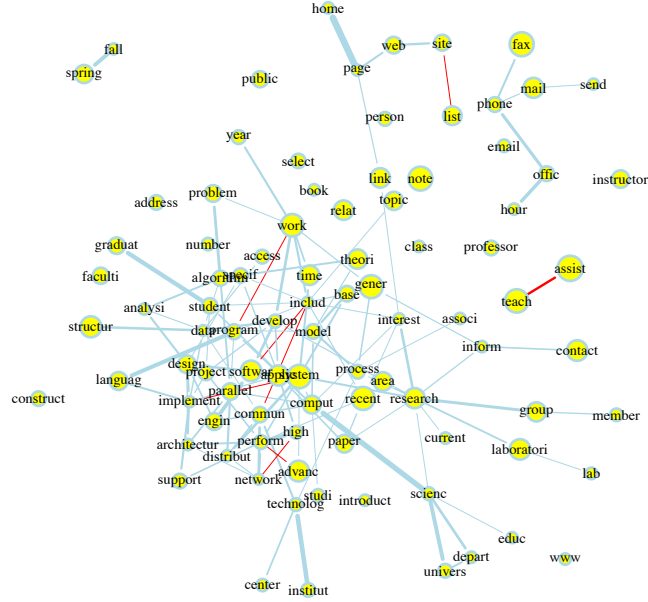 home
fall
web
site
fax
spring
page
public
mail
send
list
phone
person
year
email
select
offic
link
note
instructor
book
problem
topic
address
relat
hour
work
graduat
number
access
class
professor
theori
assist
faculti
algorithm
specif
time
gener
student
base
includ
teach
analysi
structur
data
program
develop
model
interest
associ
inform
contact
design
project
softwar
apply
system
process
area
languag
parallel
recent
research
construct
implement
comput
group
member
engin
commun
high
architectur
perform
paper
current
distribut
laboratori
support
network
advanc
lab
studi
introduct
scienc
technolog
educ
depart
www
univers
center
institut